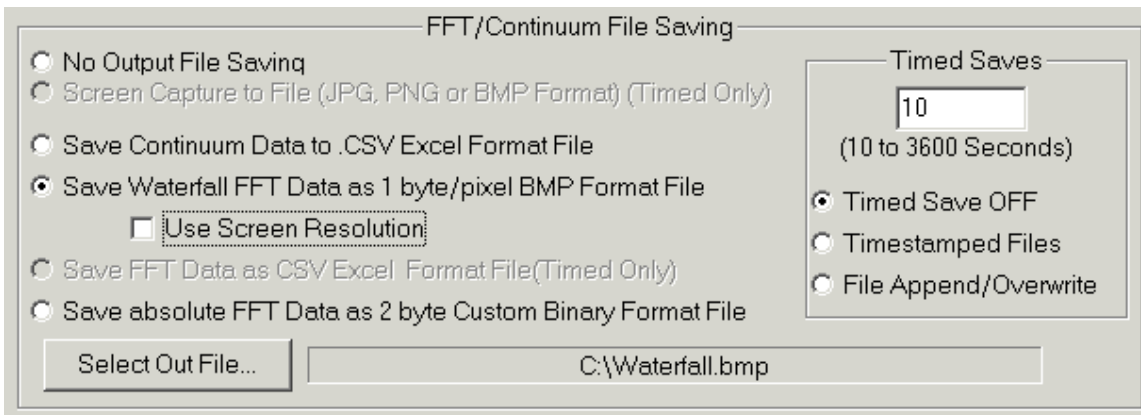 FFT/Continuum File Saving
No Output File Saving
Screen Capture to File (JPG, PNG or BMP Format) (Timed Only)
Save Continuum Data to .CSV Excel Format File
Save Waterfall FFT Data as 1 byte/pixel BMP Format File
Use Screen Resolution
Save FFT Data as CSV Excel Format File(Timed Only)
Save absolute FFT Data as 2 byte Custom Binary Format File
Select Out File...
C:\Waterfall.bmp
Timed Saves
10
(10 to 3600 Seconds)
Timed Save OFF
Timestamped Files
File Append/Overwrite